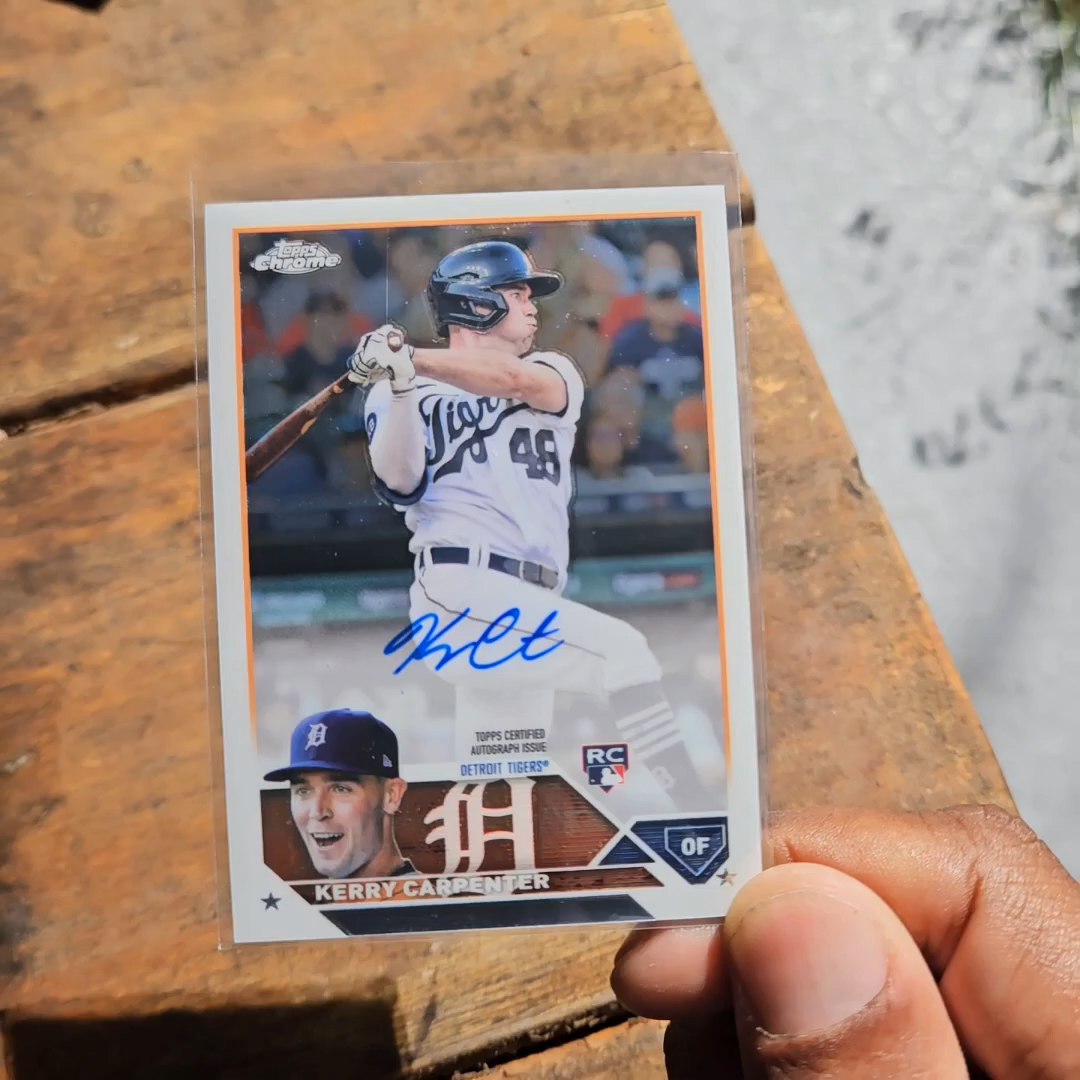 Topps
Chrome
Tigers
48
TOPPS CERTIFIED
AUTOGRAPH ISSUE
DETROIT TIGERS®
RC
D
OF
KERRY CARPENTER